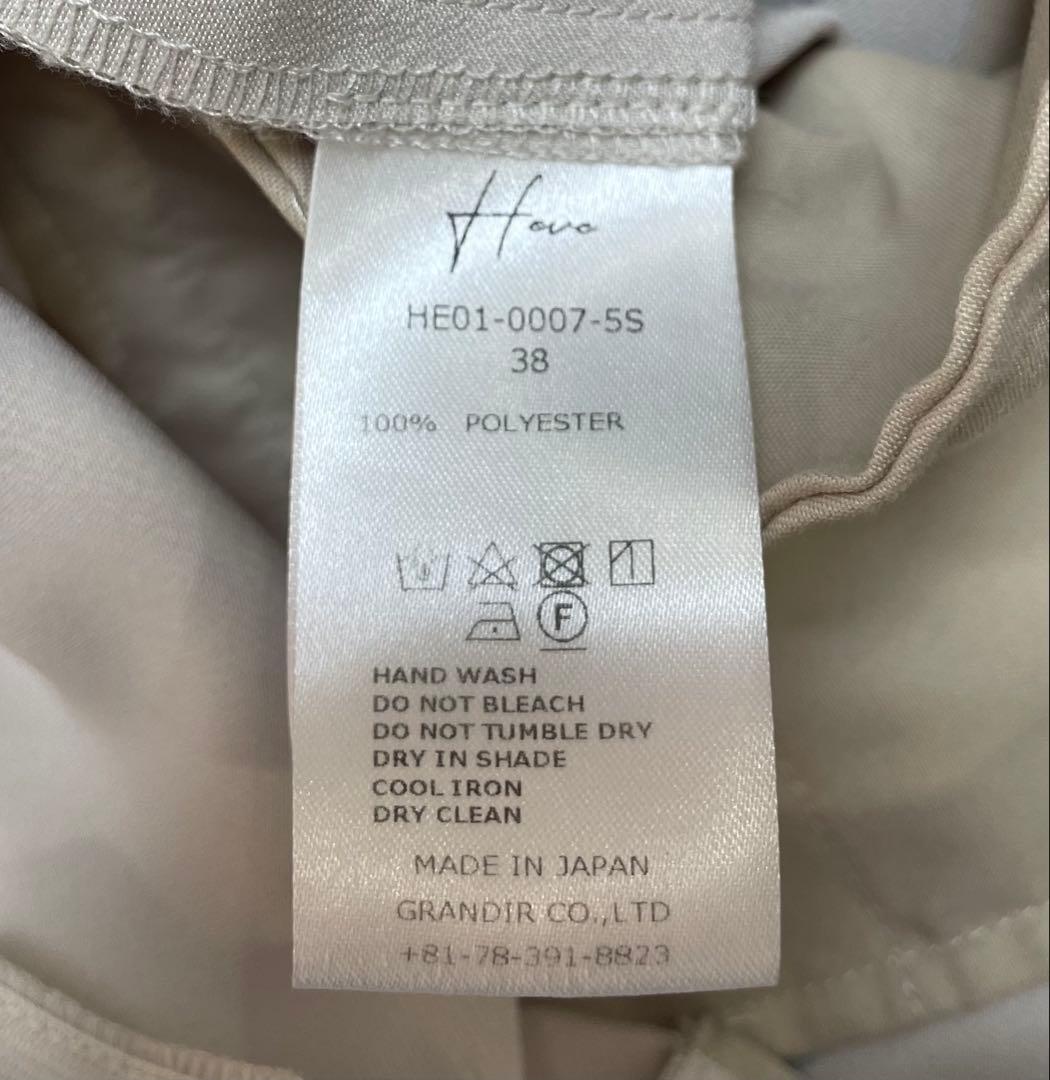 Hevo
HE01-0007-5S
38
100% POLYESTER
F
HAND WASH
DO NOT BLEACH
DO NOT TUMBLE DRY
DRY IN SHADE
COOL IRON
DRY CLEAN
MADE IN JAPAN
GRANDIR CO.,LTD
+81-78-391-8823